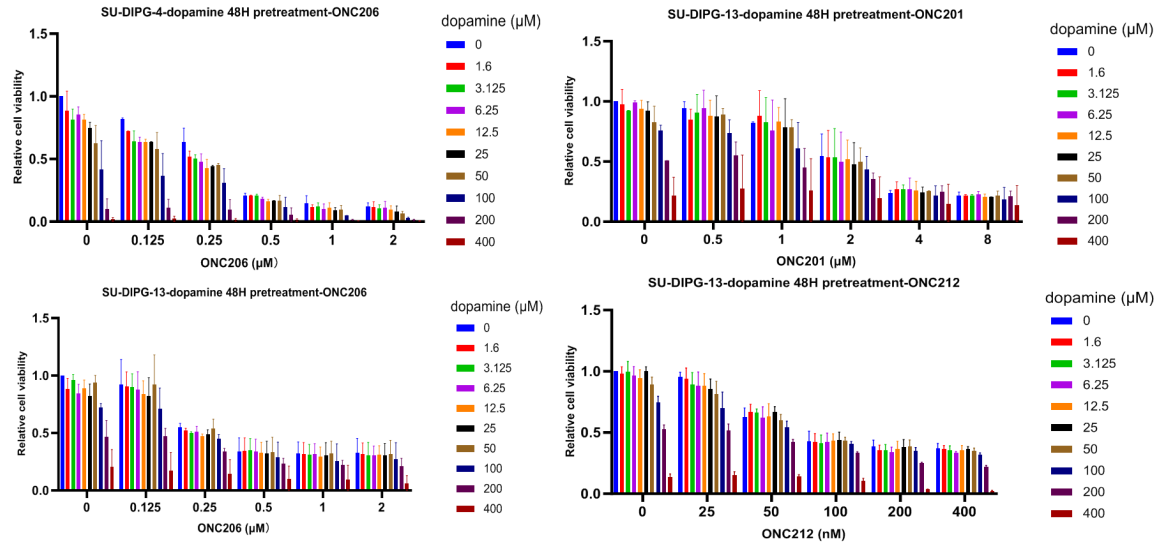 SU-DIPG-4-dopamine 48H pretreatment-ONC206
Relative cell viability
1.5
1.0
0.5
0.0
0 0.125 0.25 0.5 1 2
ONC206 (μM)
dopamine (μM)
0
1.6
3.125
6.25
12.5
25
50
100
200
400
SU-DIPG-13-dopamine 48H pretreatment-ONC201
Relative cell viability
1.5
1.0
0.5
0.0
0 0.5 1 2 4 8
ONC201 (μM)
dopamine (μM)
0
1.6
3.125
6.25
12.5
25
50
100
200
400
SU-DIPG-13-dopamine 48H pretreatment-ONC206
Relative cell viability
1.5
1.0
0.5
0.0
0 0.125 0.25 0.5 1 2
ONC206 (μM)
dopamine (μM)
0
1.6
3.125
6.25
12.5
25
50
100
200
400
SU-DIPG-13-dopamine 48H pretreatment-ONC212
Relative cell viability
1.5
1.0
0.5
0.0
0 25 50 100 200 400
ONC212 (nM)
dopamine (μM)
0
1.6
3.125
6.25
12.5
25
50
100
200
400